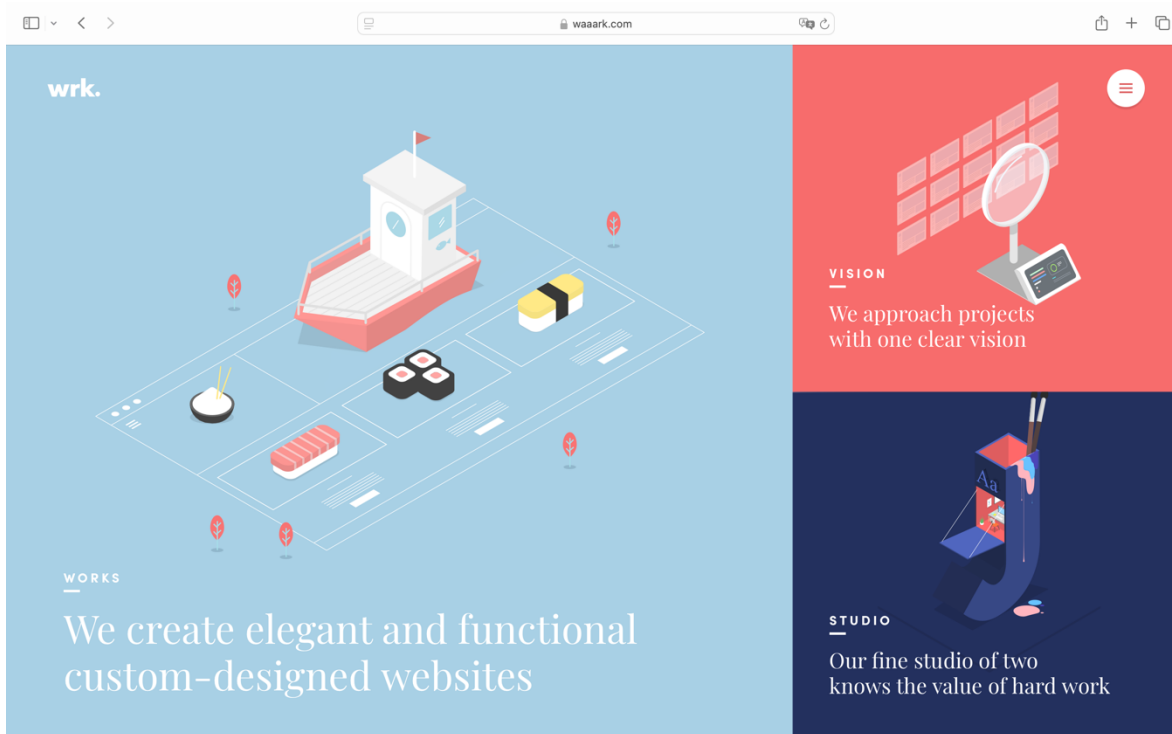 waaark.com
wrk.
VISION
We approach projects
with one clear vision
Aa
WORKS
We create elegant and functional
custom-designed websites
STUDIO
Our fine studio of two
knows the value of hard work